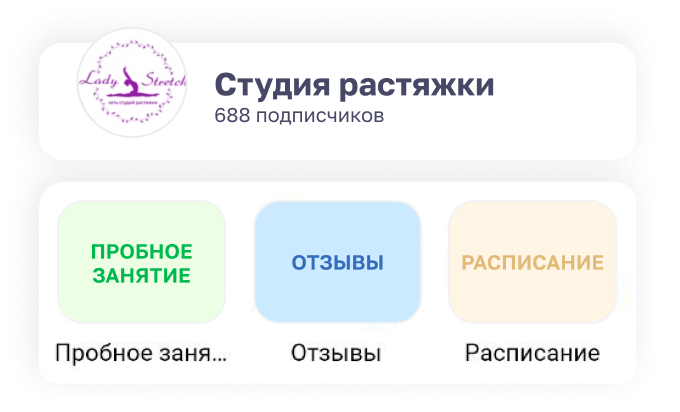 Lady Stretch
сеть студий растяжки
Студия растяжки
688 подписчиков
ПРОБНОЕ
ЗАНЯТИЕ
ОТЗЫВЫ
РАСПИСАНИЕ
Пробное заня...
Отзывы
Расписание